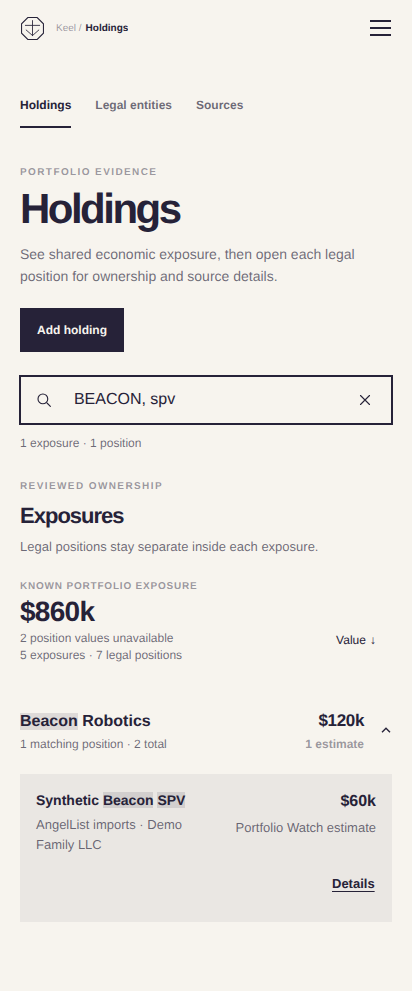 Keel / Holdings
Holdings Legal entities Sources
PORTFOLIO EVIDENCE
Holdings
See shared economic exposure, then open each legal
position for ownership and source details.
Add holding
BEACON, spv
1 exposure · 1 position
REVIEWED OWNERSHIP
Exposures
Legal positions stay separate inside each exposure.
KNOWN PORTFOLIO EXPOSURE
$860k
2 position values unavailable
Value ↓
5 exposures · 7 legal positions
Beacon Robotics $120k
1 matching position · 2 total 1 estimate
Synthetic Beacon SPV $60k
AngelList imports · Demo Portfolio Watch estimate
Family LLC
Details